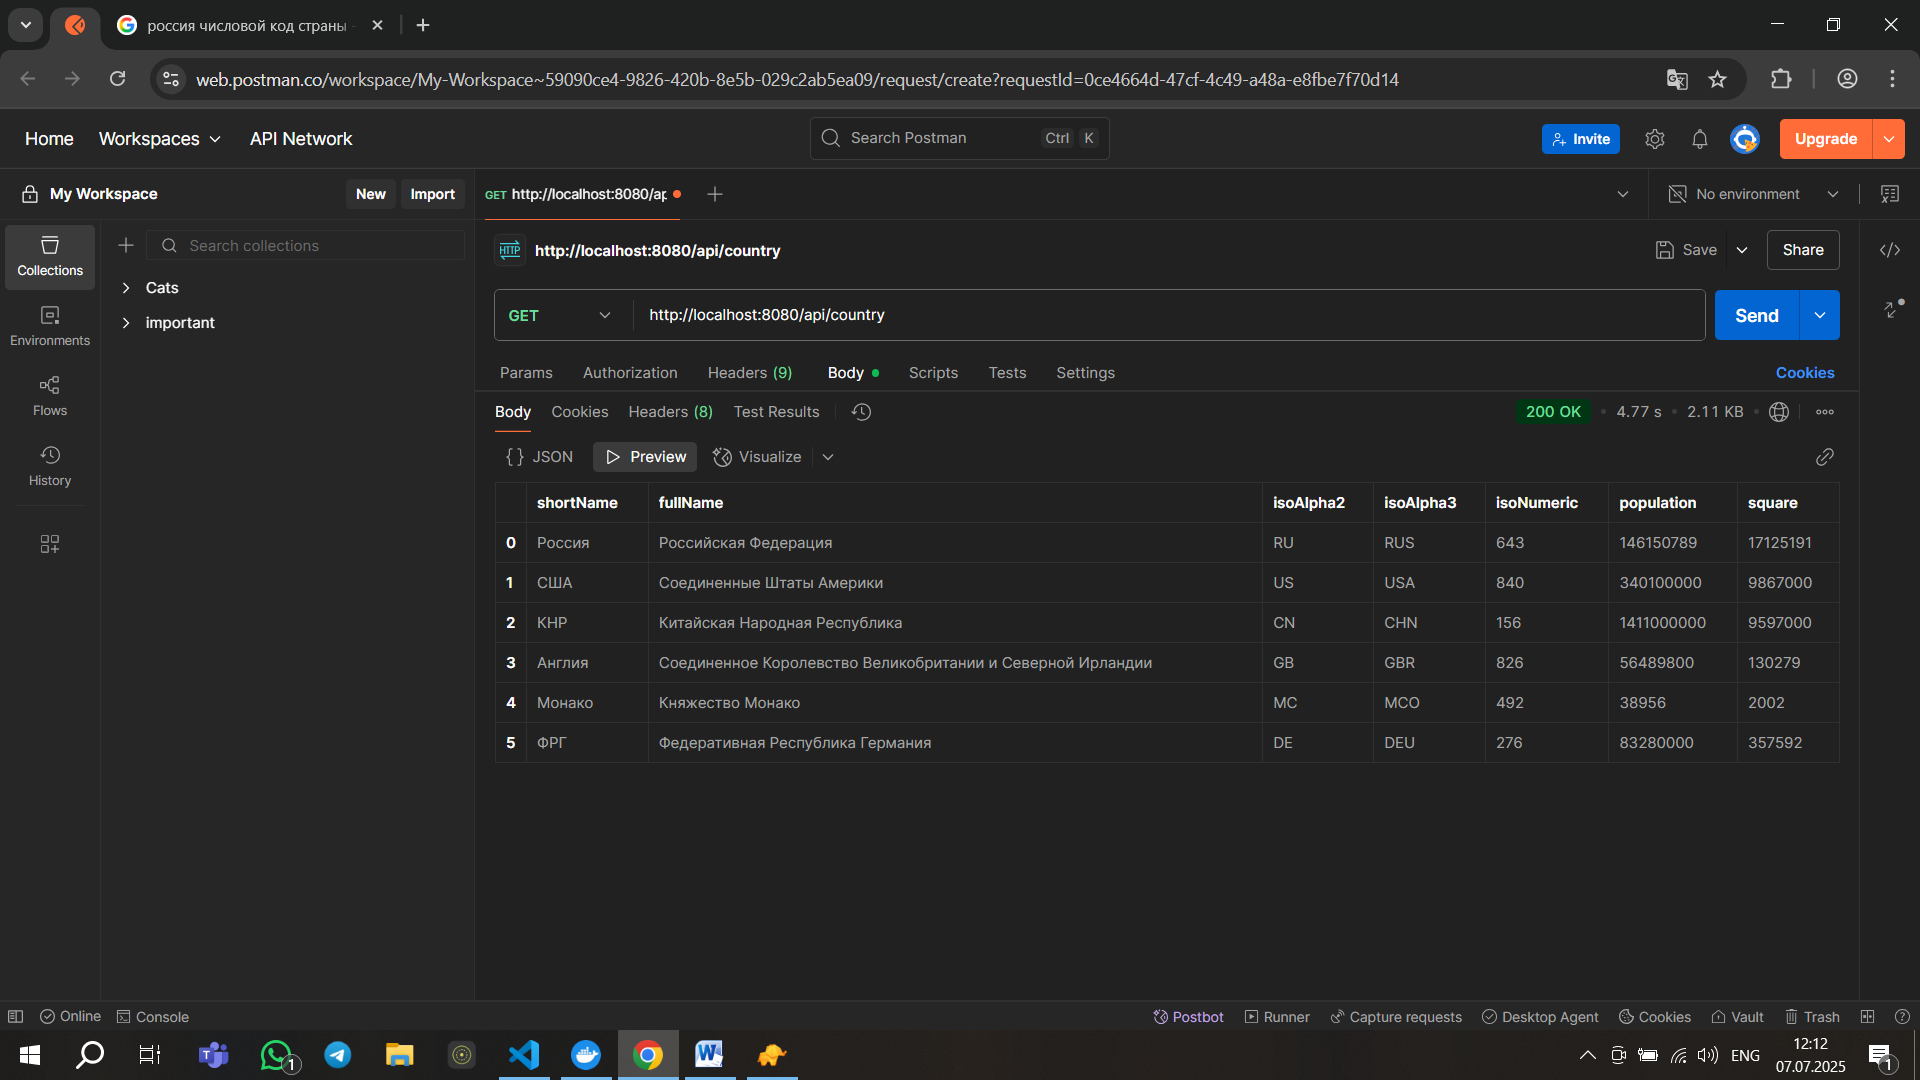 россия числовой код страны
web.postman.co/workspace/My-Workspace~59090ce4-9826-420b-8e5b-029c2ab5ea09/request/create?requestId=0ce4664d-47cf-4c49-a48a-e8fbe7f70d14
Home Workspaces API Network Search Postman Ctrl K Invite Upgrade
My Workspace New Import GET http://localhost:8080/ap No environment
Search collections
Collections
Cats
important
Environments
Flows
History
HTTP http://localhost:8080/api/country Save Share
GET http://localhost:8080/api/country Send
Params Authorization Headers (9) Body Scripts Tests Settings Cookies
Body Cookies Headers (8) Test Results 200 OK 4.77 s 2.11 KB
{} JSON Preview Visualize
shortName fullName isoAlpha2 isoAlpha3 isoNumeric population square
0 Россия Российская Федерация RU RUS 643 146150789 17125191
1 США Соединенные Штаты Америки US USA 840 340100000 9867000
2 КНР Китайская Народная Республика CN CHN 156 1411000000 9597000
3 Англия Соединенное Королевство Великобритании и Северной Ирландии GB GBR 826 56489800 130279
4 Монако Княжество Монако MC MCO 492 38956 2002
5 ФРГ Федеративная Республика Германия DE DEU 276 83280000 357592
Online Console Postbot Runner Capture requests Desktop Agent Cookies Vault Trash
1 ENG 12:12
07.07.2025 1